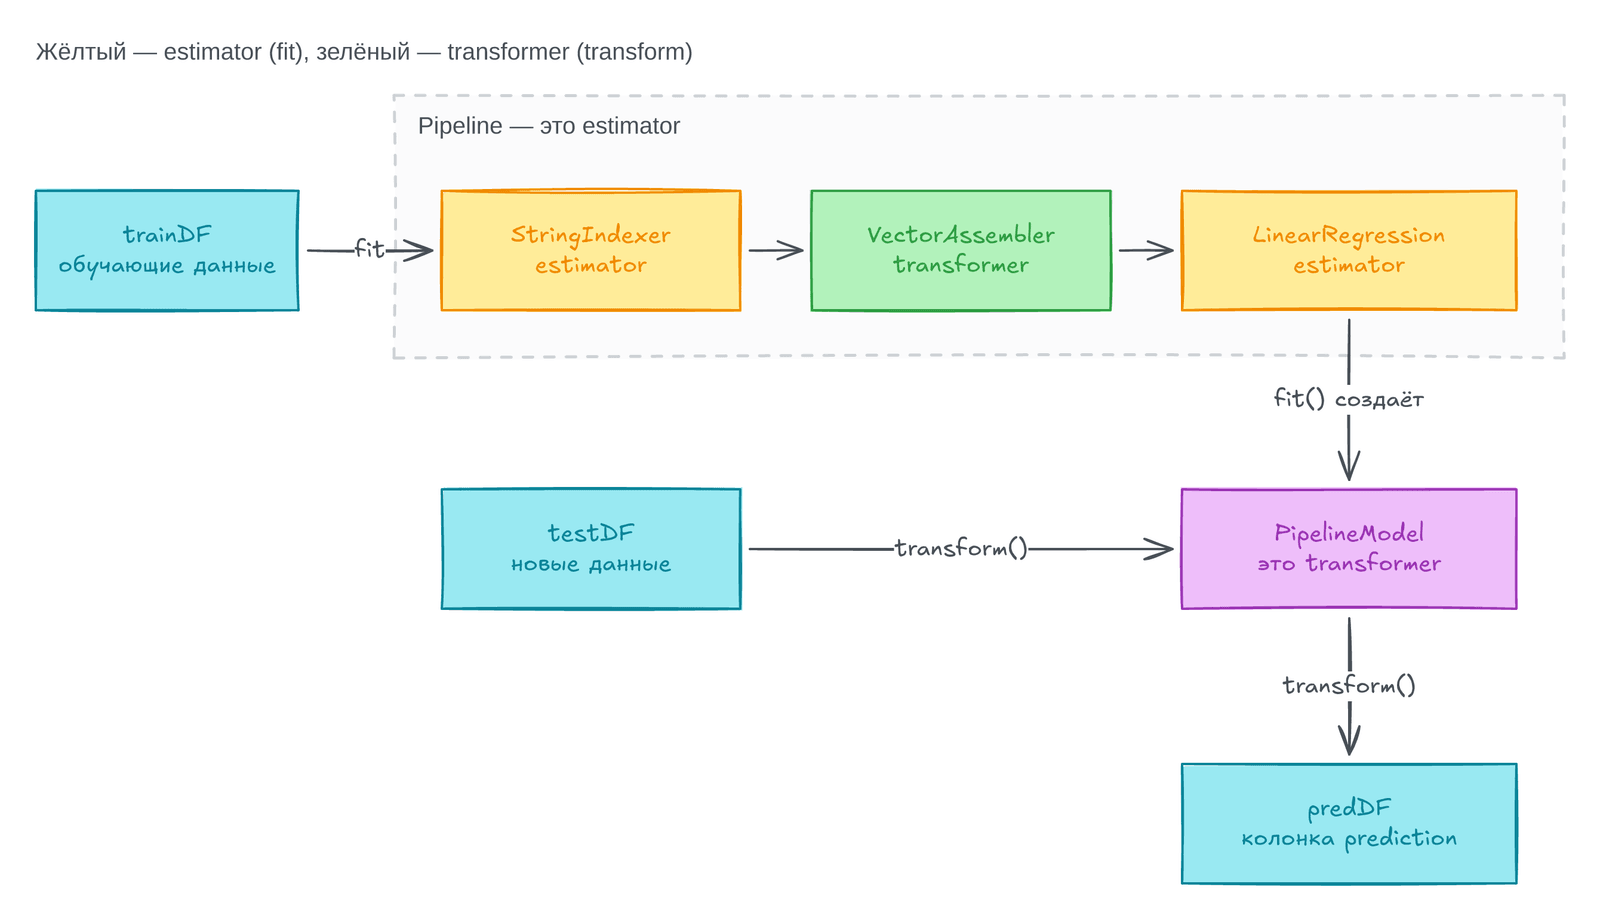 Жёлтый — estimator (fit), зелёный — transformer (transform)
Pipeline — это estimator
trainDF
обучающие данные
fit
StringIndexer
estimator
VectorAssembler
transformer
LinearRegression
estimator
fit() создаёт
testDF
новые данные
transform()
PipelineModel
это transformer
transform()
predDF
колонка prediction